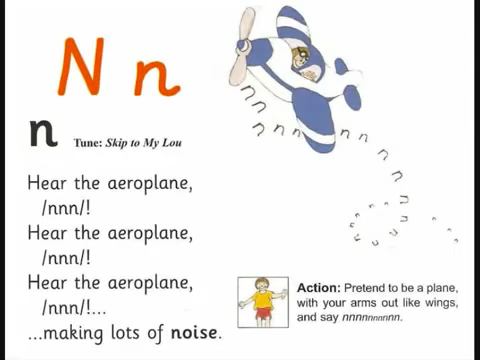 N n
n Tune: Skip to My Lou
Hear the aeroplane,
/nnn/!
Hear the aeroplane,
/nnn/!
Hear the aeroplane,
/nnn/!...
...making lots of noise.
n n n n n n n n n n n n n n n n n n n n n
Action: Pretend to be a plane,
with your arms out like wings,
and say nnnnnnnnn.